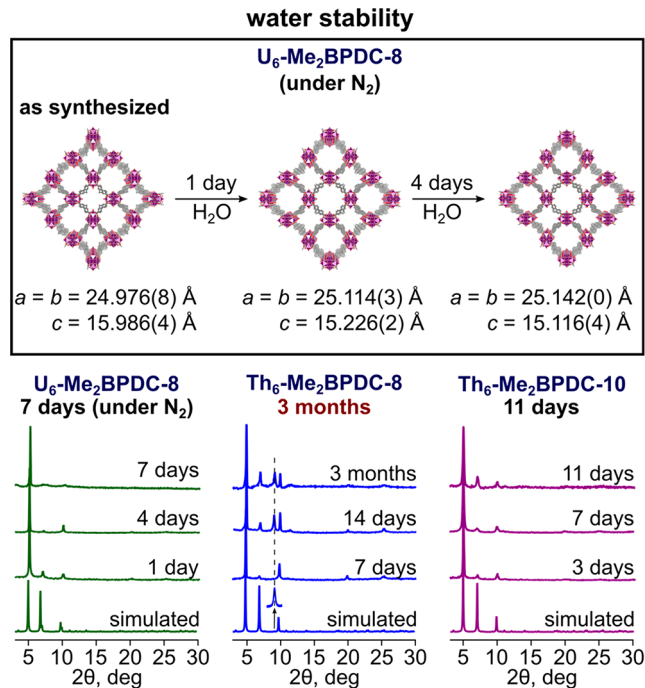 water stability
U₆-Me₂BPDC-8
(under N₂)
as synthesized
1 day
H₂O
4 days
H₂O
a = b = 24.976(8) Å
c = 15.986(4) Å
a = b = 25.114(3) Å
c = 15.226(2) Å
a = b = 25.142(0) Å
c = 15.116(4) Å
U₆-Me₂BPDC-8
7 days (under N₂)
7 days
4 days
1 day
simulated
5 10 15 20 25 30
2θ, deg
Th₆-Me₂BPDC-8
3 months
3 months
14 days
7 days
simulated
5 10 15 20 25 30
2θ, deg
Th₆-Me₂BPDC-10
11 days
11 days
7 days
3 days
simulated
5 10 15 20 25 30
2θ, deg